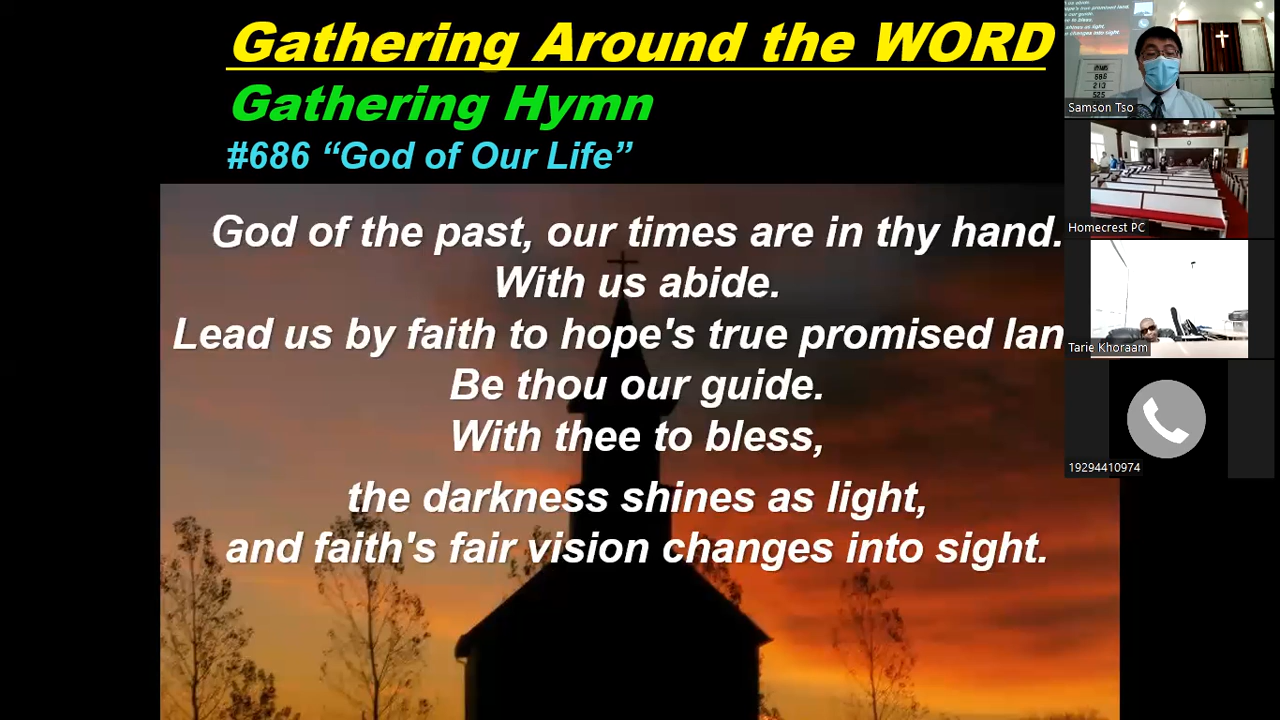 Gathering Around the WORD
Gathering Hymn
#686 “God of Our Life”
God of the past, our times are in thy hand.
With us abide.
Lead us by faith to hope's true promised lan
Be thou our guide.
With thee to bless,
the darkness shines as light,
and faith's fair vision changes into sight.
686
213
525
Samson Tso
Homecrest PC
Tarie Khoraam
19294410974